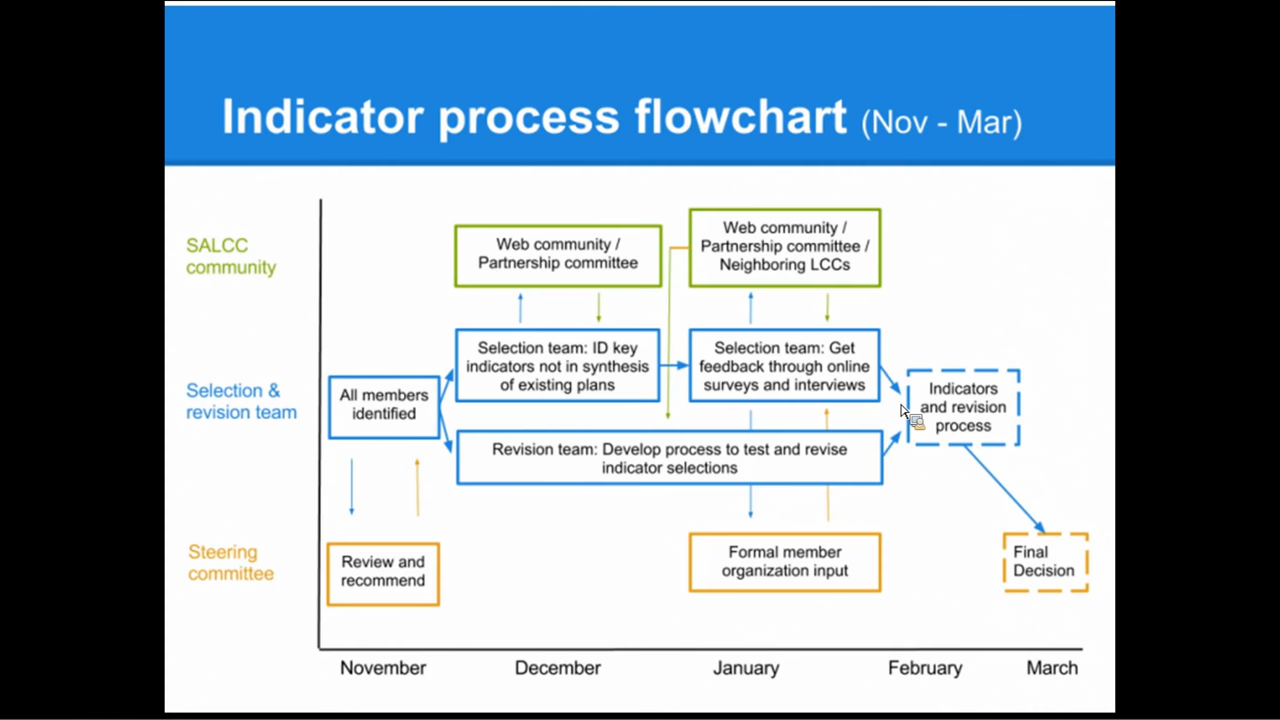 Indicator process flowchart (Nov - Mar)
SALCC
community
Web community /
Partnership committee
Web community /
Partnership committee /
Neighboring LCCs
Selection &
revision team
All members
identified
Selection team: ID key
indicators not in synthesis
of existing plans
Selection team: Get
feedback through online
surveys and interviews
Revision team: Develop process to test and revise
indicator selections
Indicators
and revision
process
Steering
committee
Review and
recommend
Formal member
organization input
Final
Decision
November December January February March